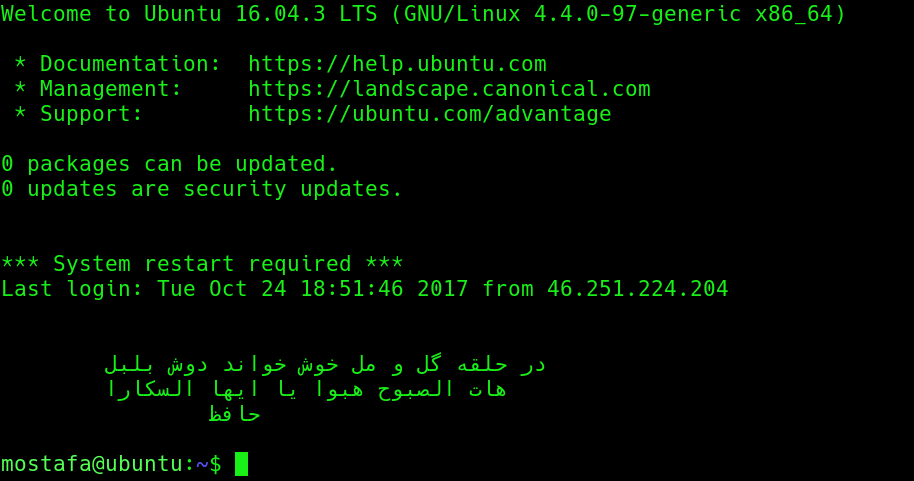 Welcome to Ubuntu 16.04.3 LTS (GNU/Linux 4.4.0-97-generic x86_64)
* Documentation:  https://help.ubuntu.com
* Management:     https://landscape.canonical.com
* Support:        https://ubuntu.com/advantage
0 packages can be updated.
0 updates are security updates.
*** System restart required ***
Last login: Tue Oct 24 18:51:46 2017 from 46.251.224.204
در حلقه گل و مل خوش خواند دوش بلبل
هات الصبوح هبوا یا ایها السکارا
حافظ
mostafa@ubuntu:~$